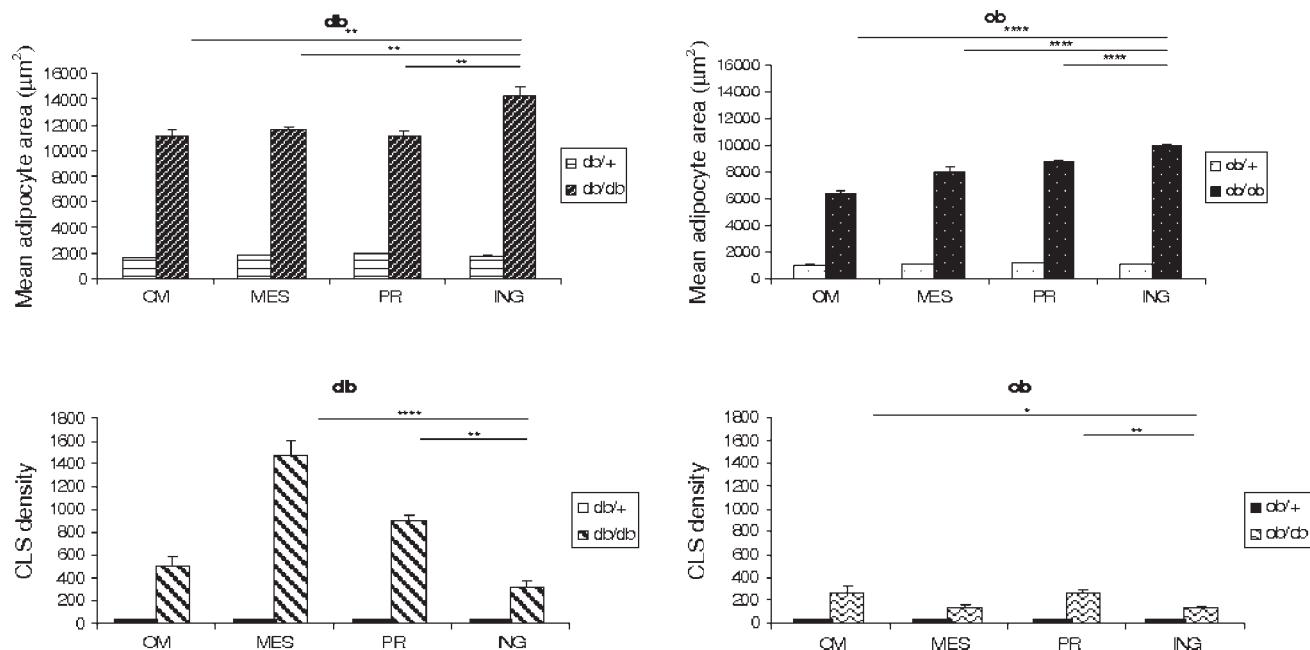 db
**
**
**
Mean adipocyte area (μm²)
16000
14000
12000
10000
8000
6000
4000
2000
0
OM MES PR ING
db/+
db/db
ob
****
****
****
Mean adipocyte area (μm²)
16000
14000
12000
10000
8000
6000
4000
2000
0
OM MES PR ING
ob/+
ob/ob
db
****
**
CLS density
1800
1600
1400
1200
1000
800
600
400
200
0
OM MES PR ING
db/+
db/db
ob
*
**
CLS density
1800
1600
1400
1200
1000
800
600
400
200
0
OM MES PR ING
ob/+
ob/ob